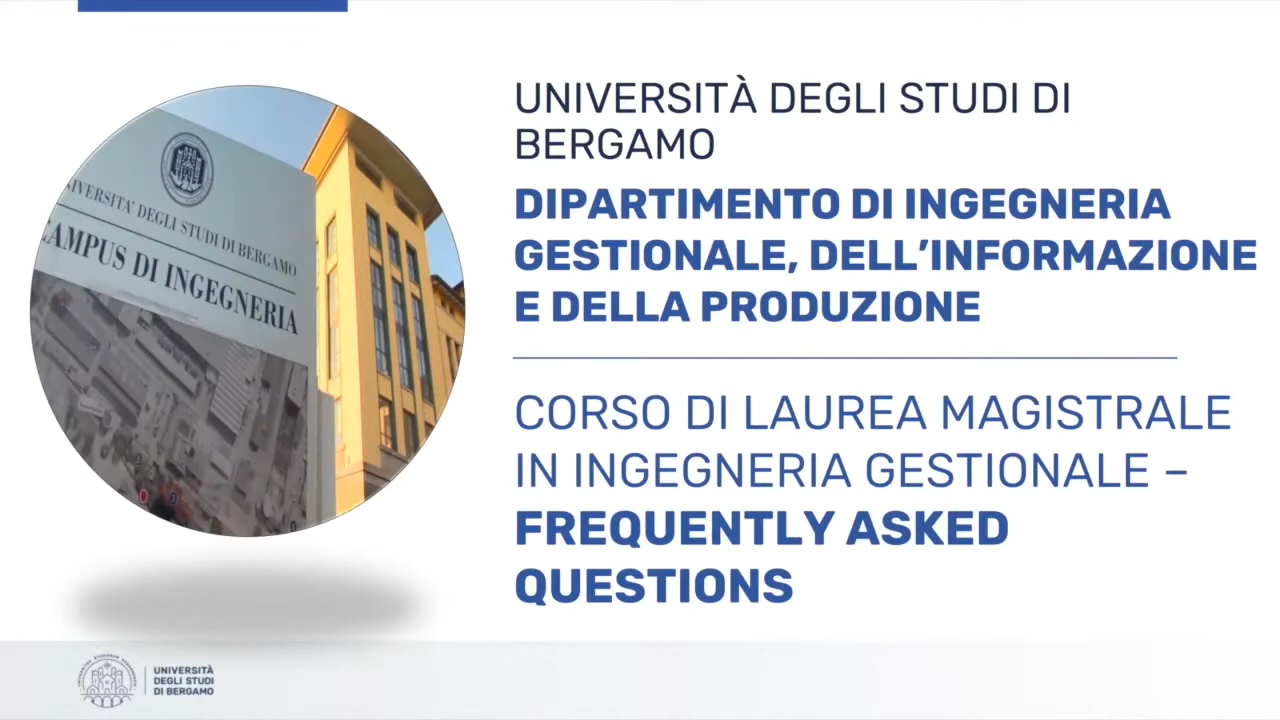 UNIVERSITÀ DEGLI STUDI DI
BERGAMO
DIPARTIMENTO DI INGEGNERIA
GESTIONALE, DELL'INFORMAZIONE
E DELLA PRODUZIONE
CORSO DI LAUREA MAGISTRALE
IN INGEGNERIA GESTIONALE –
FREQUENTLY ASKED
QUESTIONS
IVERSITA' DEGLI STUDI DI BERGAMO
CAMPUS DI INGEGNERIA
UNIVERSITÀ
DEGLI STUDI
DI BERGAMO